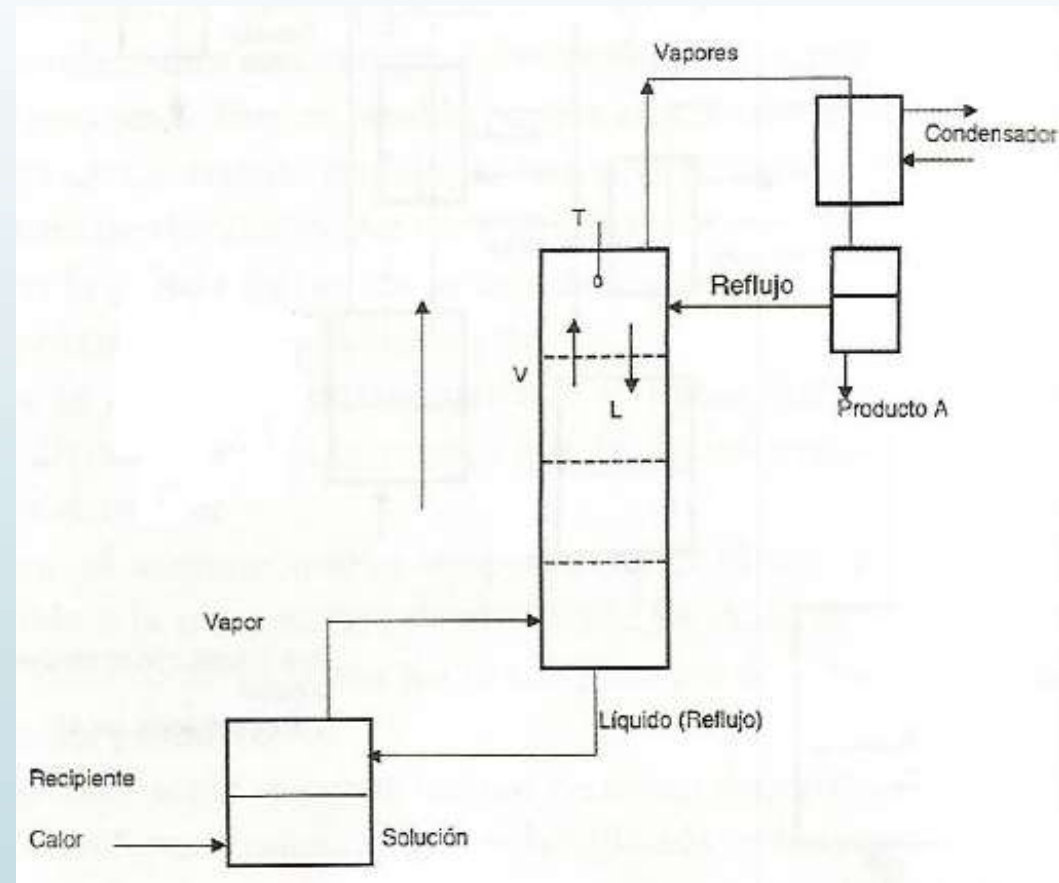 Vapores
Condensador
T
Reflujo
V
L
Producto A
Vapor
Líquido (Reflujo)
Recipiente
Calor
Solución